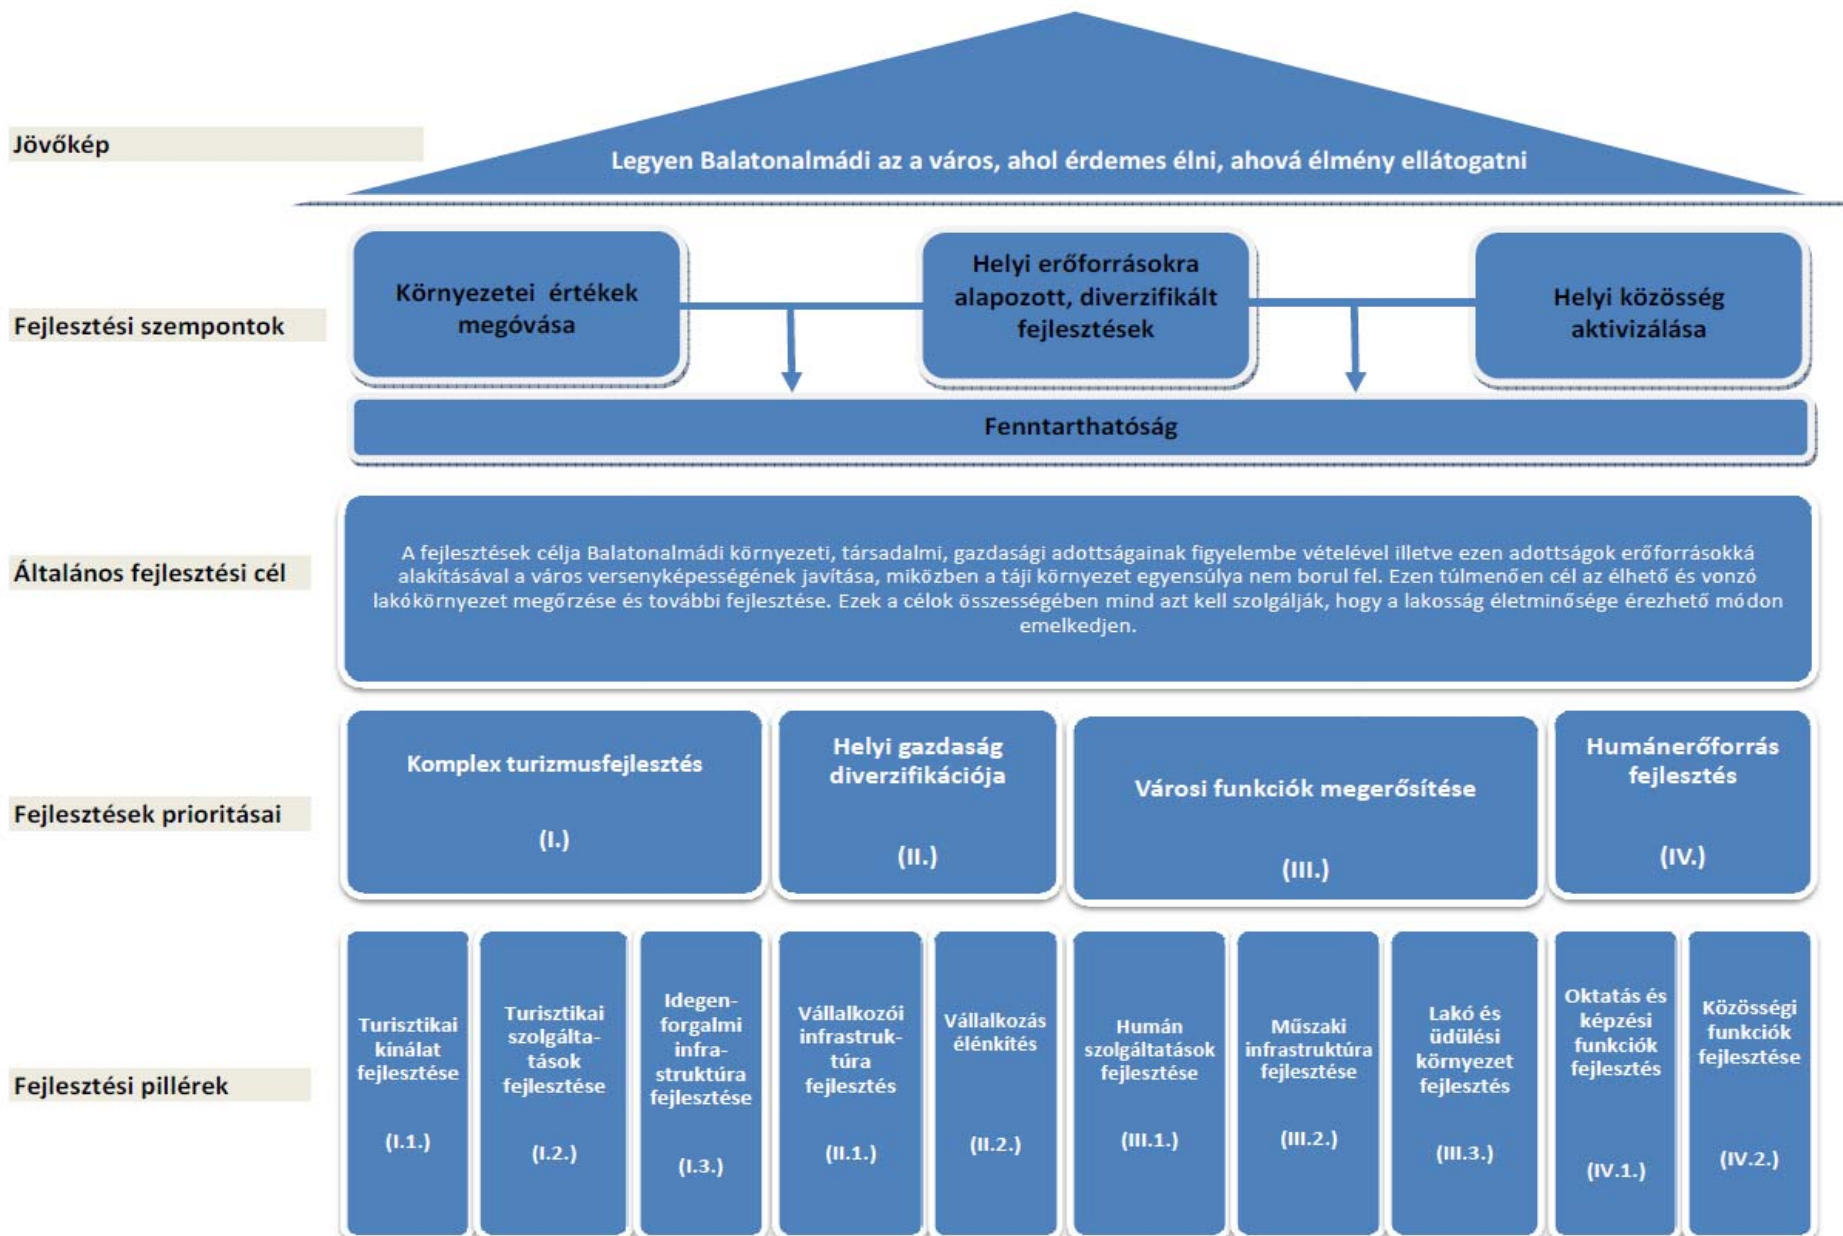 Jövőkép
Legyen Balatonalmádi az a város, ahol érdemes élni, ahová élmény ellátogatni
Fejlesztési szempontok
Környezetei értékek
megóvása
Helyi erőforrásokra
alapozott, diverzifikált
fejlesztések
Helyi közösség
aktivizálása
Fenntarthatóság
Általános fejlesztési cél
A fejlesztések célja Balatonalmádi környezeti, társadalmi, gazdasági adottságainak figyelembe vételével illetve ezen adottságok erőforrásokká
alakításával a város versenyképességének javítása, miközben a táji környezet egyensúlya nem borul fel. Ezen túlmenően cél az élhető és vonzó
lakókörnyezet megőrzése és további fejlesztése. Ezek a célok összességében mind azt kell szolgálják, hogy a lakosság életminősége érezhető módon
emelkedjen.
Fejlesztések prioritásai
Komplex turizmusfejlesztés
(I.)
Helyi gazdaság
diverzifikációja
(II.)
Városi funkciók megerősítése
(III.)
Humánerőforrás
fejlesztés
(IV.)
Fejlesztési pillérek
Turisztikai
kínálat
fejlesztése
(I.1.)
Turisztikai
szolgálta-
tások
fejlesztése
(I.2.)
Idegen-
forgalmi
infra-
struktúra
fejlesztése
(I.3.)
Vállalkozói
infrastruk-
túra
fejlesztés
(II.1.)
Vállalkozás
élénkítés
(II.2.)
Humán
szolgáltatások
fejlesztése
(III.1.)
Műszaki
infrastruktúra
fejlesztése
(III.2.)
Lakó és
üdülési
környezet
fejlesztés
(III.3.)
Oktatás és
képzési
funkciók
fejlesztés
(IV.1.)
Közösségi
funkciók
fejlesztése
(IV.2.)